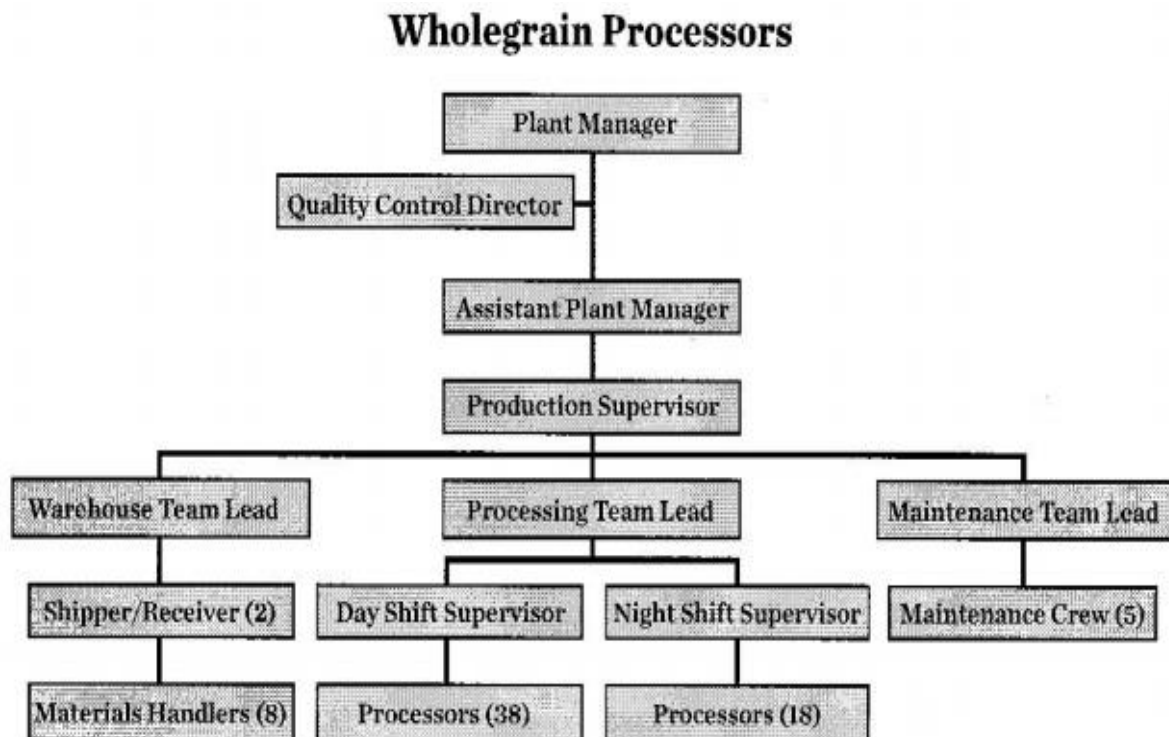 Wholegrain Processors
Plant Manager
Quality Control Director
Assistant Plant Manager
Production Supervisor
Warehouse Team Lead
Processing Team Lead
Maintenance Team Lead
Shipper/Receiver (2)
Day Shift Supervisor
Night Shift Supervisor
Maintenance Crew (5)
Materials Handlers (8)
Processors (38)
Processors (18)